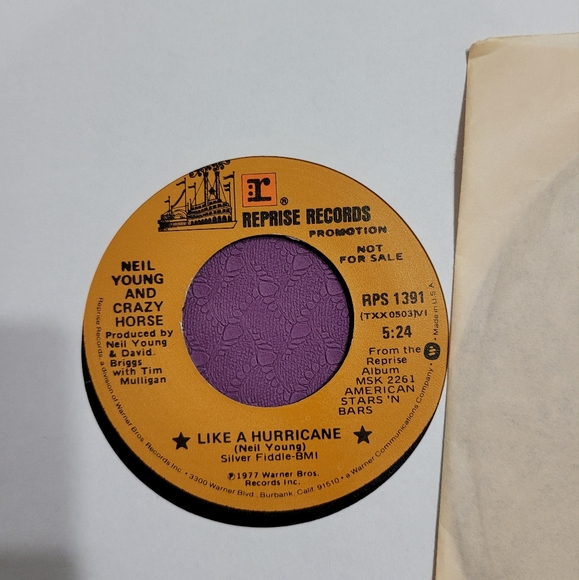 r ®
REPRISE RECORDS
PROMOTION
NOT
FOR SALE
NEIL
YOUNG
AND
CRAZY
HORSE
Produced by
Neil Young
& David
Briggs
with Tim
Mulligan
RPS 1391
(TXX 0503)V1
5:24
From the
Reprise
Album
MSK 2261
AMERICAN
STARS 'N
BARS
★ LIKE A HURRICANE ★
(Neil Young)
Silver Fiddle-BMI
℗1977 Warner Bros.
Records Inc.
Reprise Records, a division of Warner Bros. Records Inc. • 3300 Warner Blvd., Burbank, Calif. 91510 • a Warner Communications Company • W • Made in U.S.A.